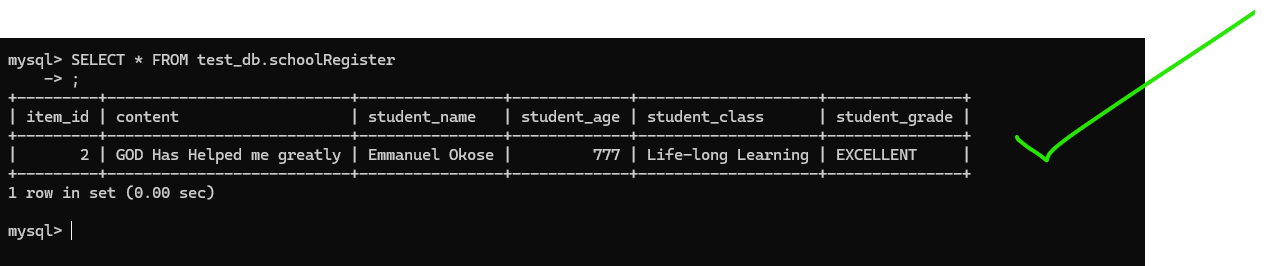 mysql> SELECT * FROM test_db.schoolRegister
    -> ;
+---------+---------------------------+----------------+-------------+--------------------+---------------+
| item_id | content                   | student_name   | student_age | student_class      | student_grade |
+---------+---------------------------+----------------+-------------+--------------------+---------------+
|       2 | GOD Has Helped me greatly | Emmanuel Okose |         777 | Life-long Learning | EXCELLENT     |
+---------+---------------------------+----------------+-------------+--------------------+---------------+
1 row in set (0.00 sec)
mysql>